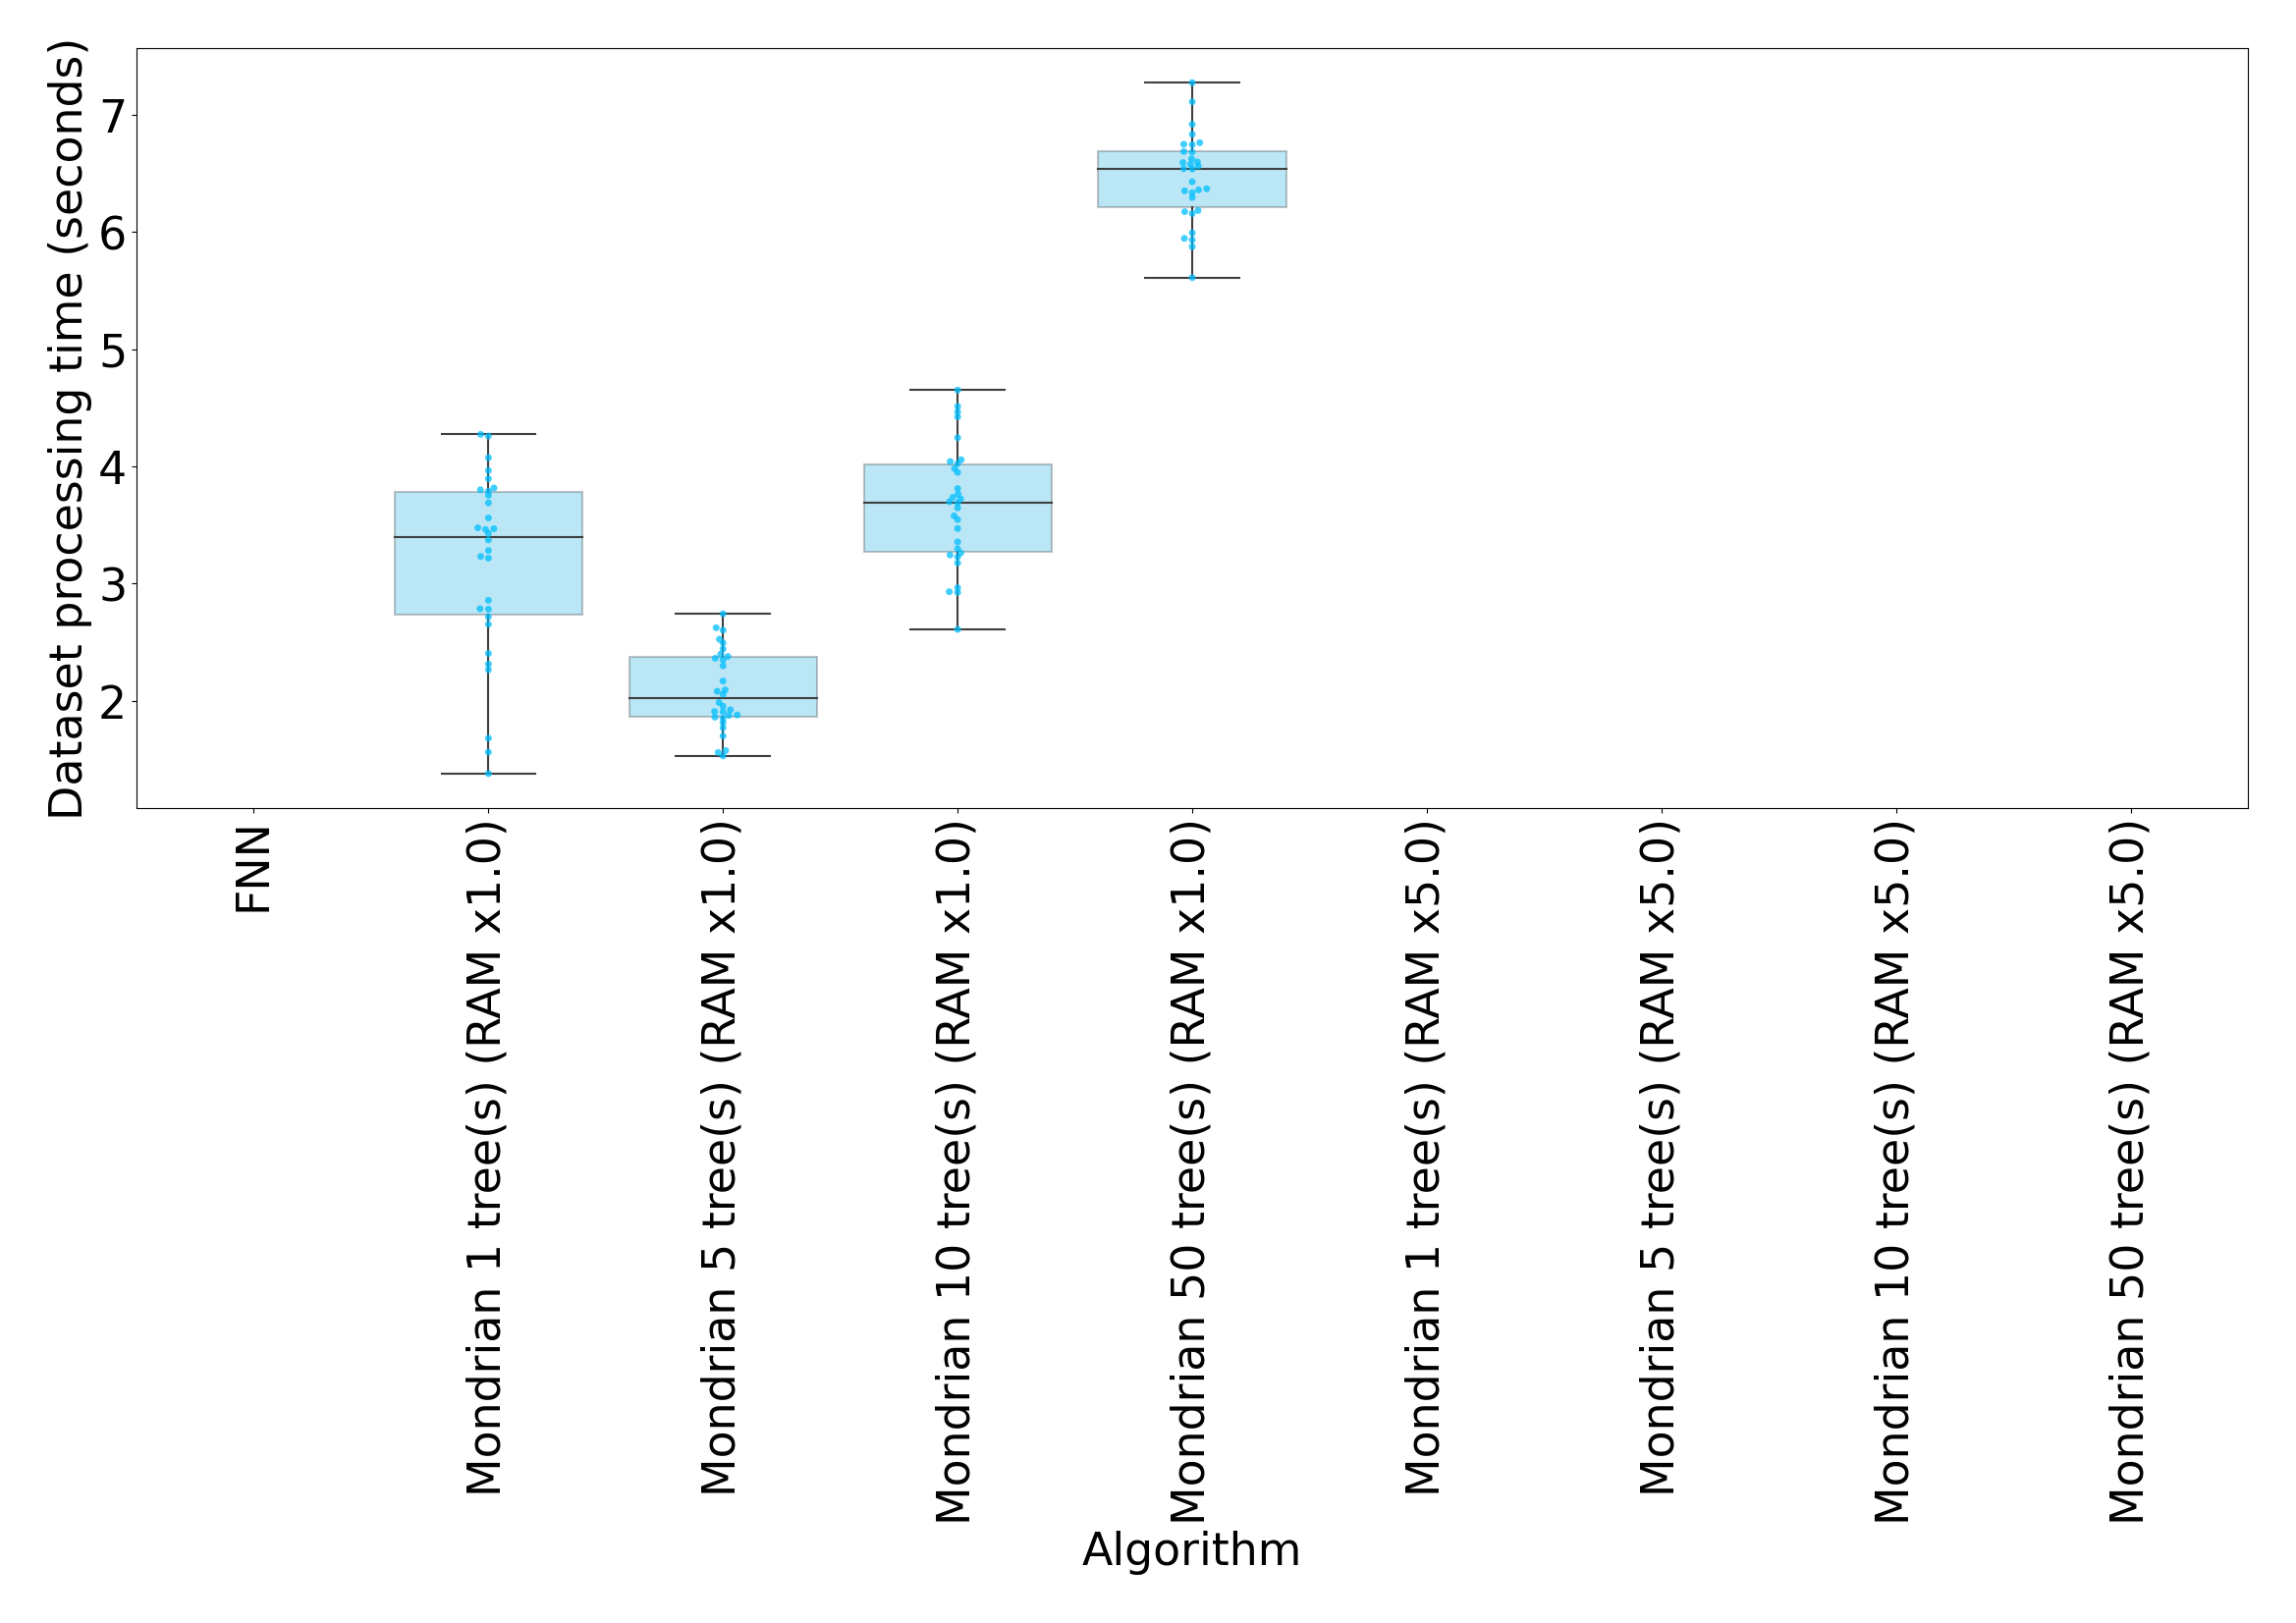 Dataset processing time (seconds)
7
6
5
4
3
2
FNN
Mondrian 1 tree(s) (RAM x1.0)
Mondrian 5 tree(s) (RAM x1.0)
Mondrian 10 tree(s) (RAM x1.0)
Mondrian 50 tree(s) (RAM x1.0)
Mondrian 1 tree(s) (RAM x5.0)
Mondrian 5 tree(s) (RAM x5.0)
Mondrian 10 tree(s) (RAM x5.0)
Mondrian 50 tree(s) (RAM x5.0)
Algorithm